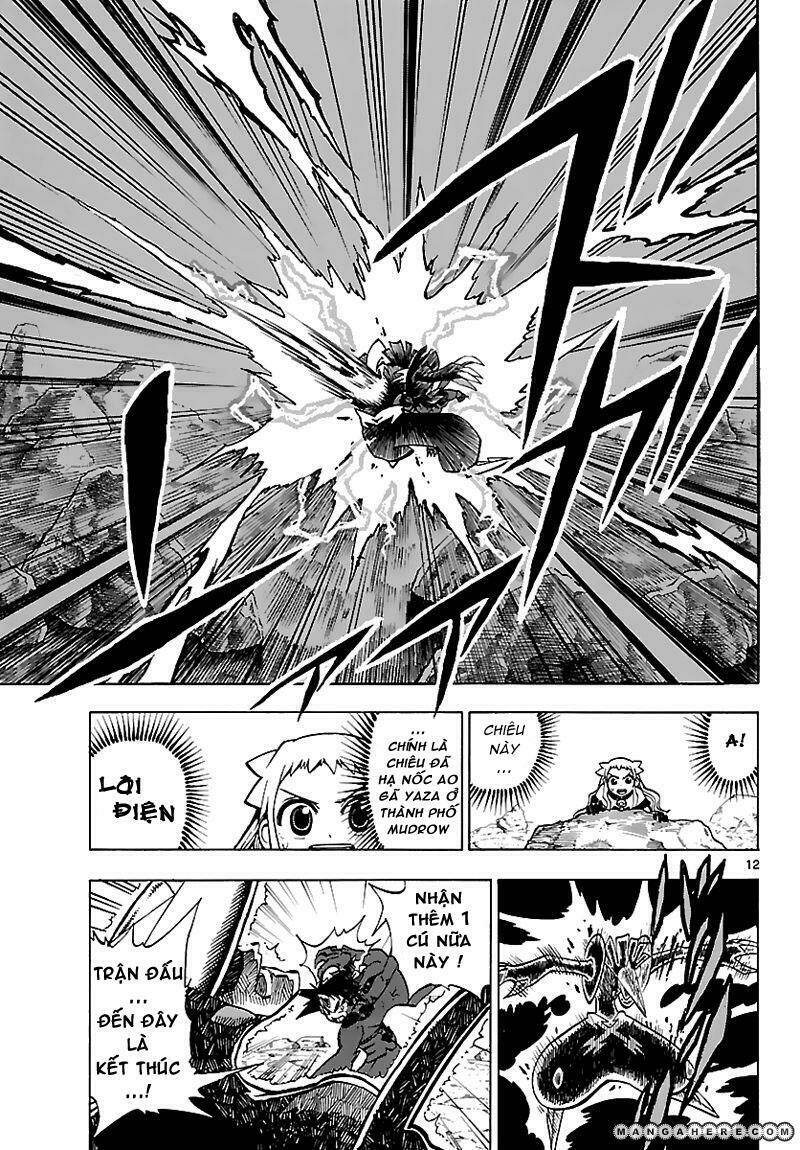 A!
CHIÊU
NÀY
...
...
CHÍNH LÀ
CHIÊU ĐÃ
HẠ NỐC AO
GÃ YAZA Ở
THÀNH PHỐ
MUDROW
LÔI
ĐIỆN
12
NHẬN
THÊM 1
CÚ NỮA
NÀY !
TRẬN ĐẤU
...
ĐẾN ĐÂY
LÀ
KẾT THÚC
...!
MANGAHERE.COM